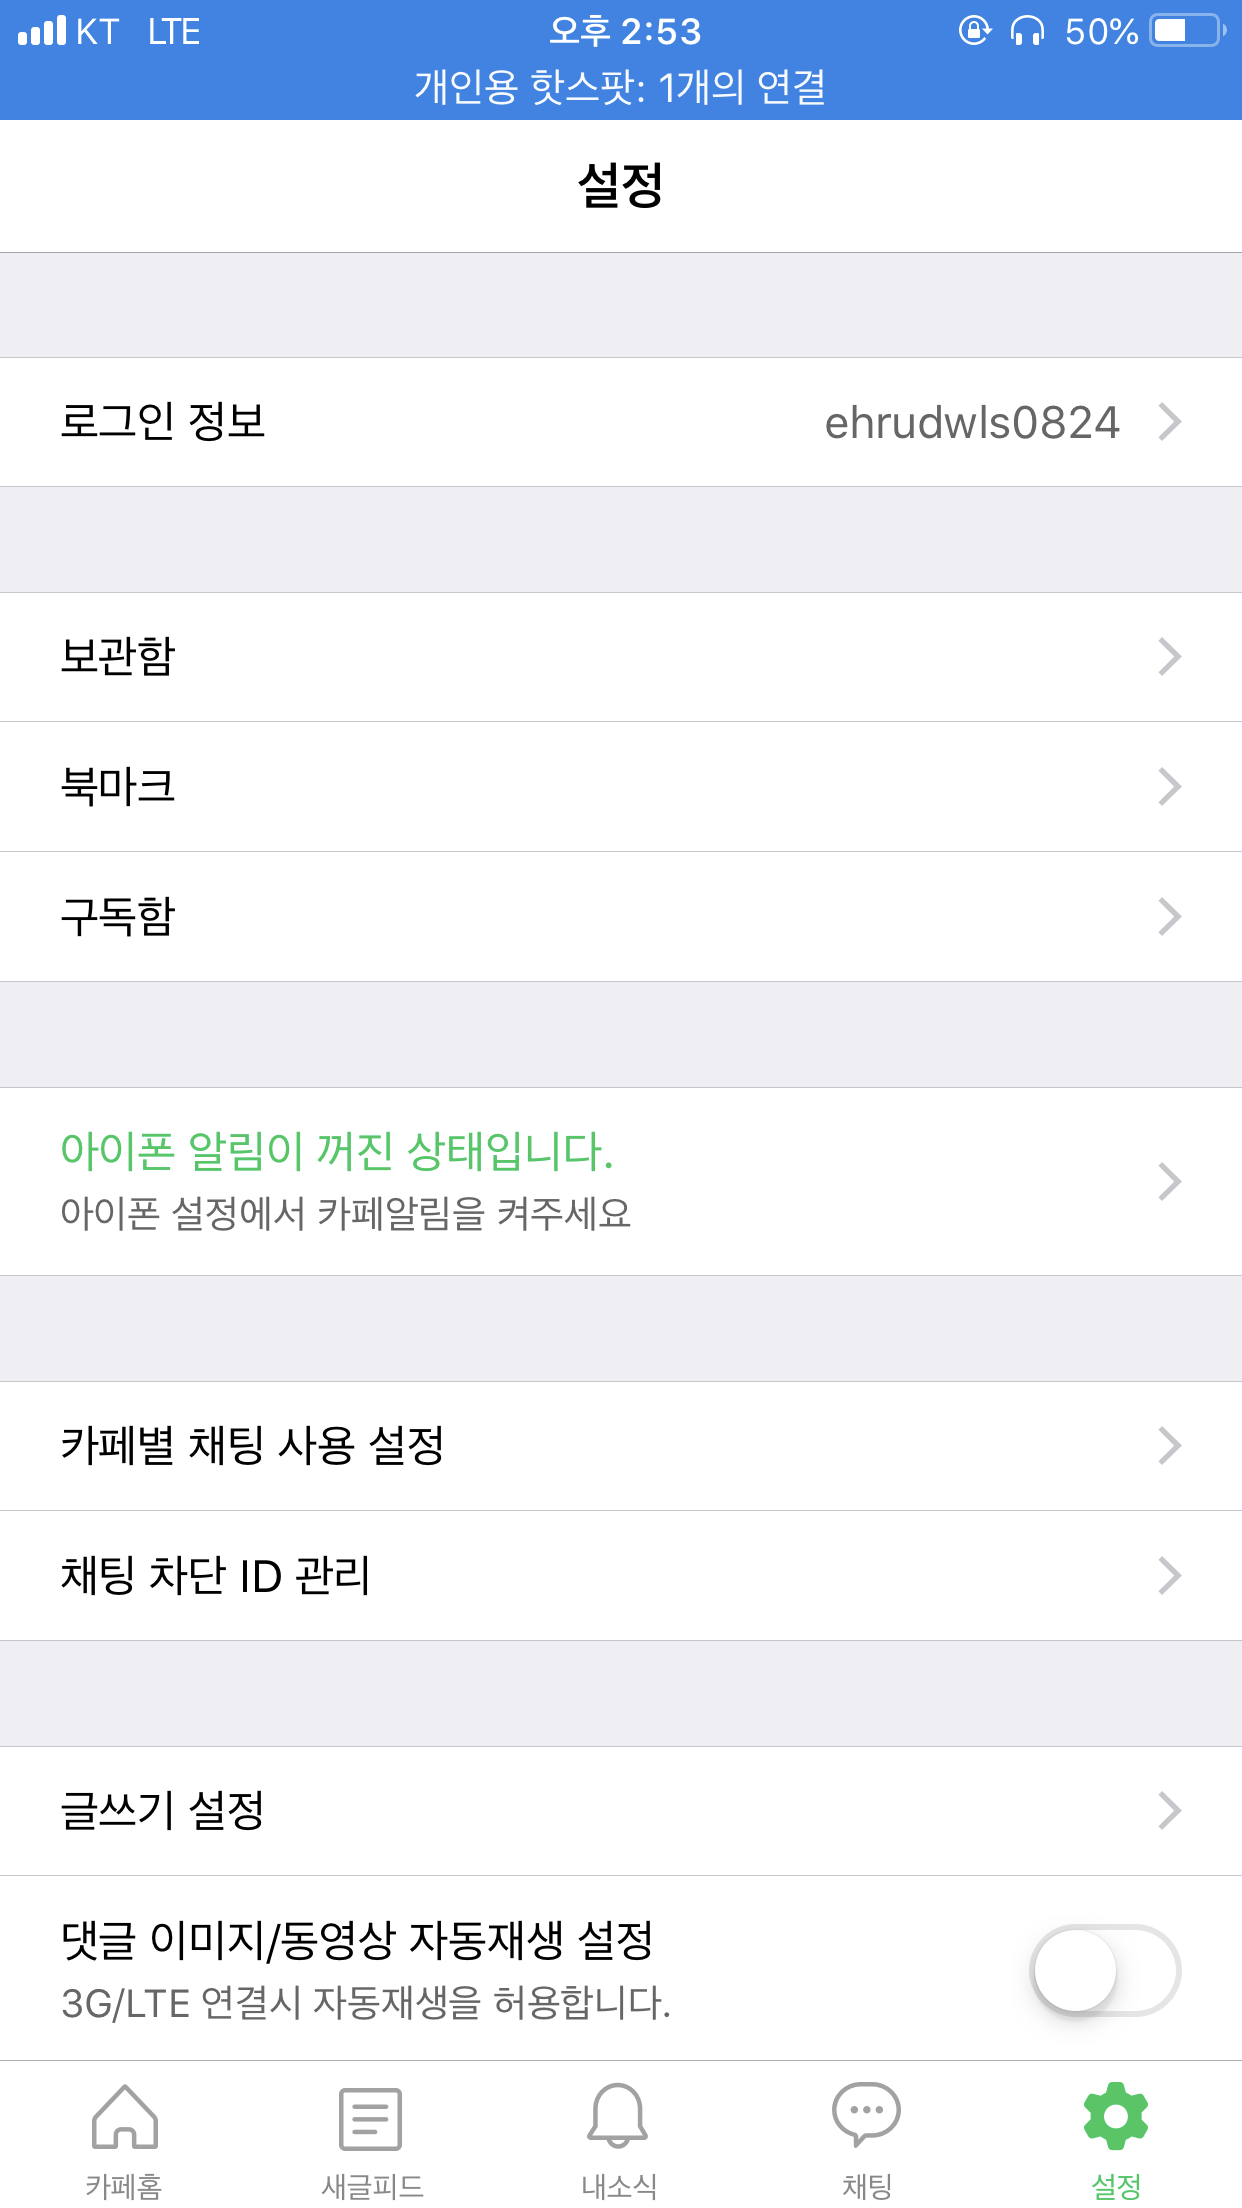 KT LTE 오후 2:53 50%
개인용 핫스팟: 1개의 연결
설정
로그인 정보 ehrudwls0824
보관함
북마크
구독함
아이폰 알림이 꺼진 상태입니다.
아이폰 설정에서 카페알림을 켜주세요
카페별 채팅 사용 설정
채팅 차단 ID 관리
글쓰기 설정
댓글 이미지/동영상 자동재생 설정
3G/LTE 연결시 자동재생을 허용합니다.
카페홈 새글피드 내소식 채팅 설정